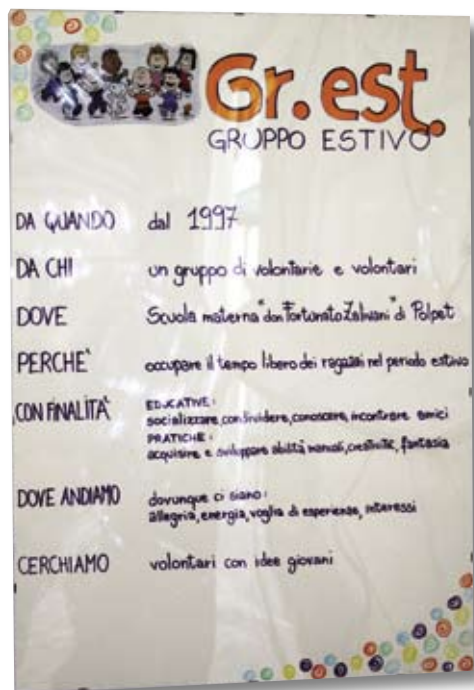 Gr.est.
GRUPPO ESTIVO
DA QUANDO dal 1997
DA CHI un gruppo di volontarie e volontari
DOVE Scuola materna "don Fortunato Zalivani" di Polpet
PERCHE' occupare il tempo libero dei ragazzi nel periodo estivo
CON FINALITA' EDUCATIVE:
socializzare, condividere, conoscere, incontrare amici
PRATICHE:
acquisire e sviluppare abilità manuali, creatività, fantasia
DOVE ANDIAMO dovunque ci siano:
allegria, energia, voglia di esperienze, interessi
CERCHIAMO volontari con idee giovani